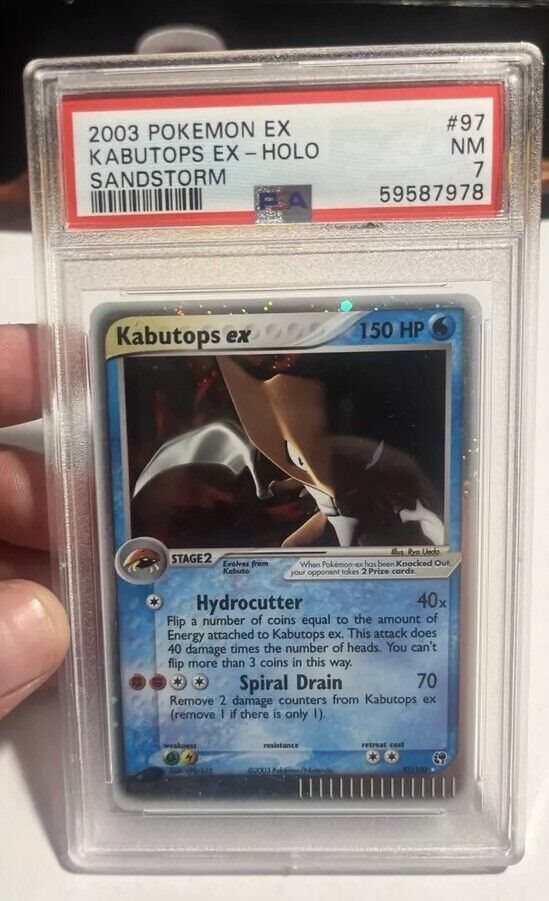 2003 POKEMON EX #97
KABUTOPS EX-HOLO NM
SANDSTORM 7
PSA 59587978
Kabutops ex 150 HP
Illus. Ryo Ueda
STAGE2 Evolves from
Kabuto
When Pokémon-ex has been Knocked Out
your opponent takes 2 Prize cards.
Hydrocutter 40x
Flip a number of coins equal to the amount of
Energy attached to Kabutops ex. This attack does
40 damage times the number of heads. You can't
flip more than 3 coins in this way.
Spiral Drain 70
Remove 2 damage counters from Kabutops ex
(remove 1 if there is only 1).
weakness resistance retreat cost
©2003 Pokémon/Nintendo